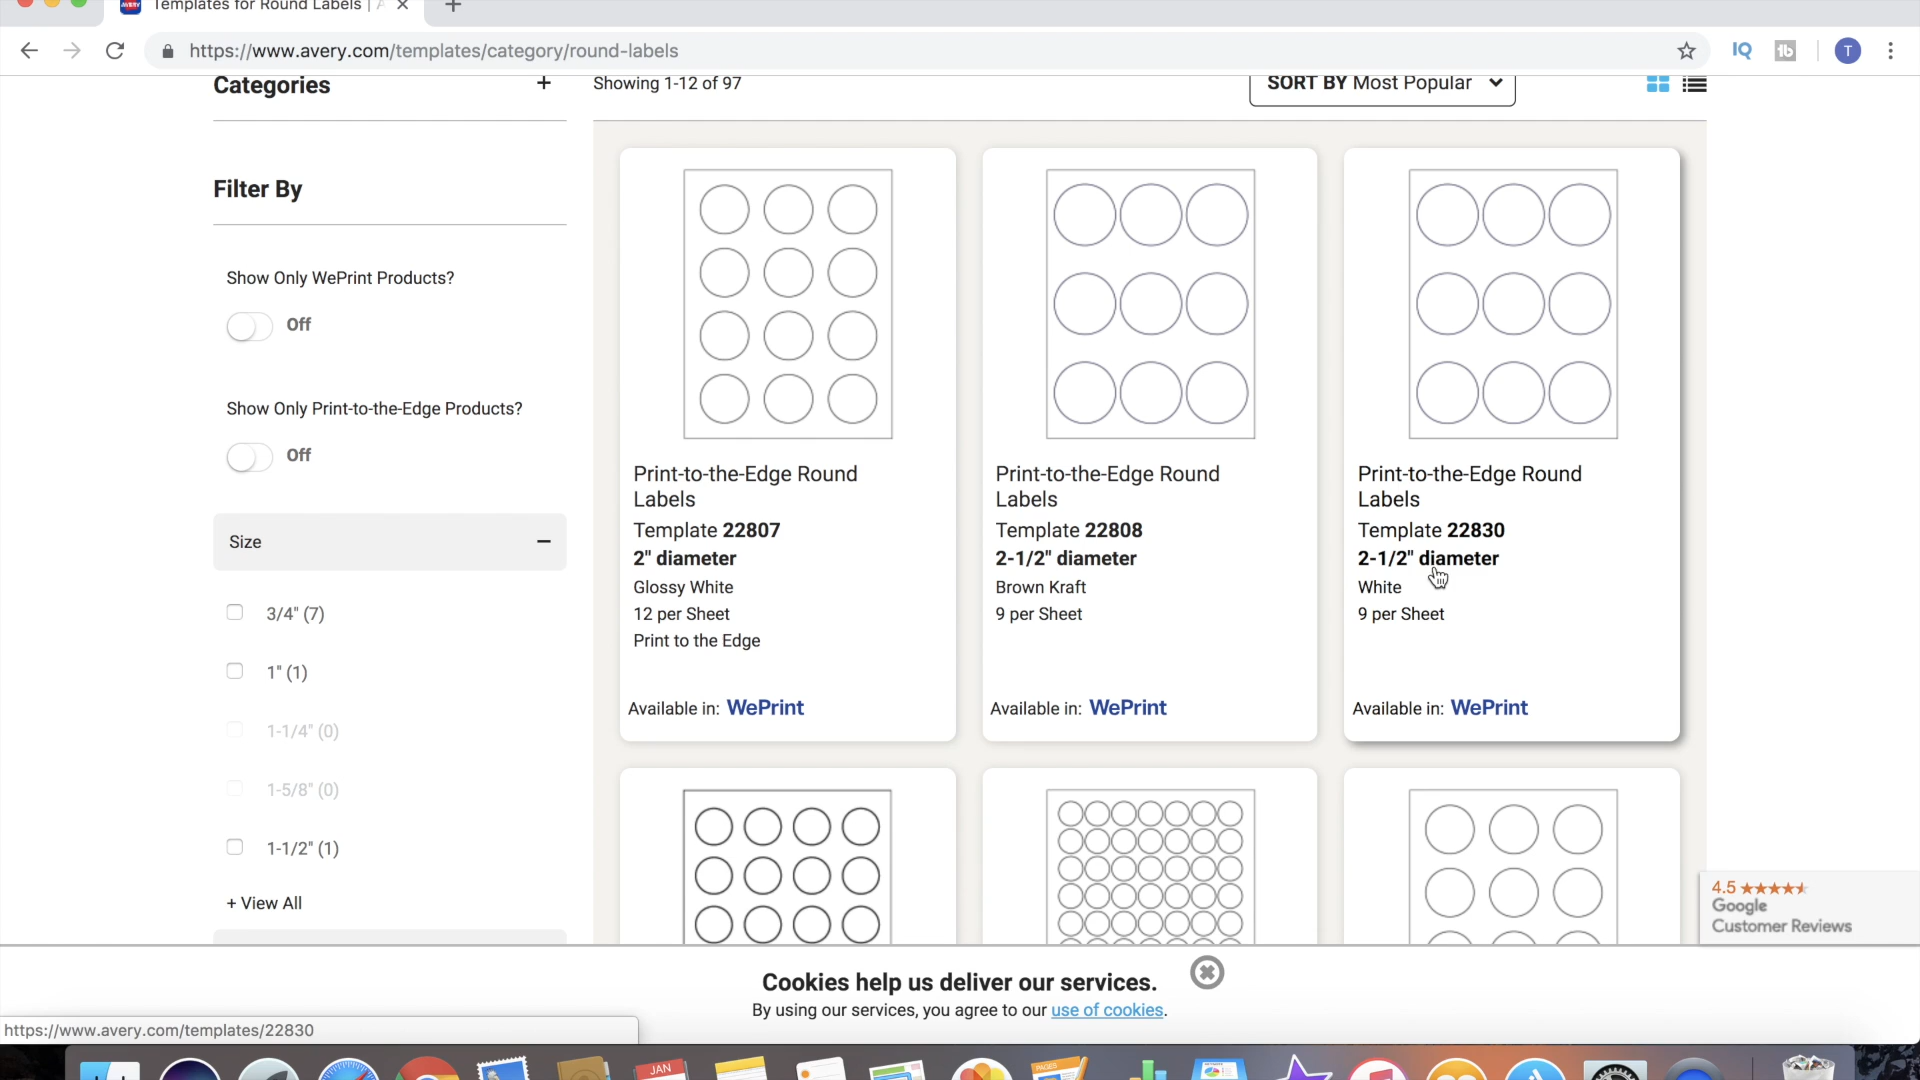 AVERY
Templates for Round Labels | A
https://www.avery.com/templates/category/round-labels
IQ
tb
T
Categories
+
Showing 1-12 of 97
SORT BY Most Popular
Filter By
Show Only WePrint Products?
Off
Show Only Print-to-the-Edge Products?
Off
Size
3/4" (7)
1" (1)
1-1/4" (0)
1-5/8" (0)
1-1/2" (1)
+ View All
Print-to-the-Edge Round
Labels
Template 22807
2" diameter
Glossy White
12 per Sheet
Print to the Edge
Available in: WePrint
Print-to-the-Edge Round
Labels
Template 22808
2-1/2" diameter
Brown Kraft
9 per Sheet
Available in: WePrint
Print-to-the-Edge Round
Labels
Template 22830
2-1/2" diameter
White
9 per Sheet
Available in: WePrint
4.5
Google
Customer Reviews
Cookies help us deliver our services.
By using our services, you agree to our use of cookies.
https://www.avery.com/templates/22830
JAN
PAGES